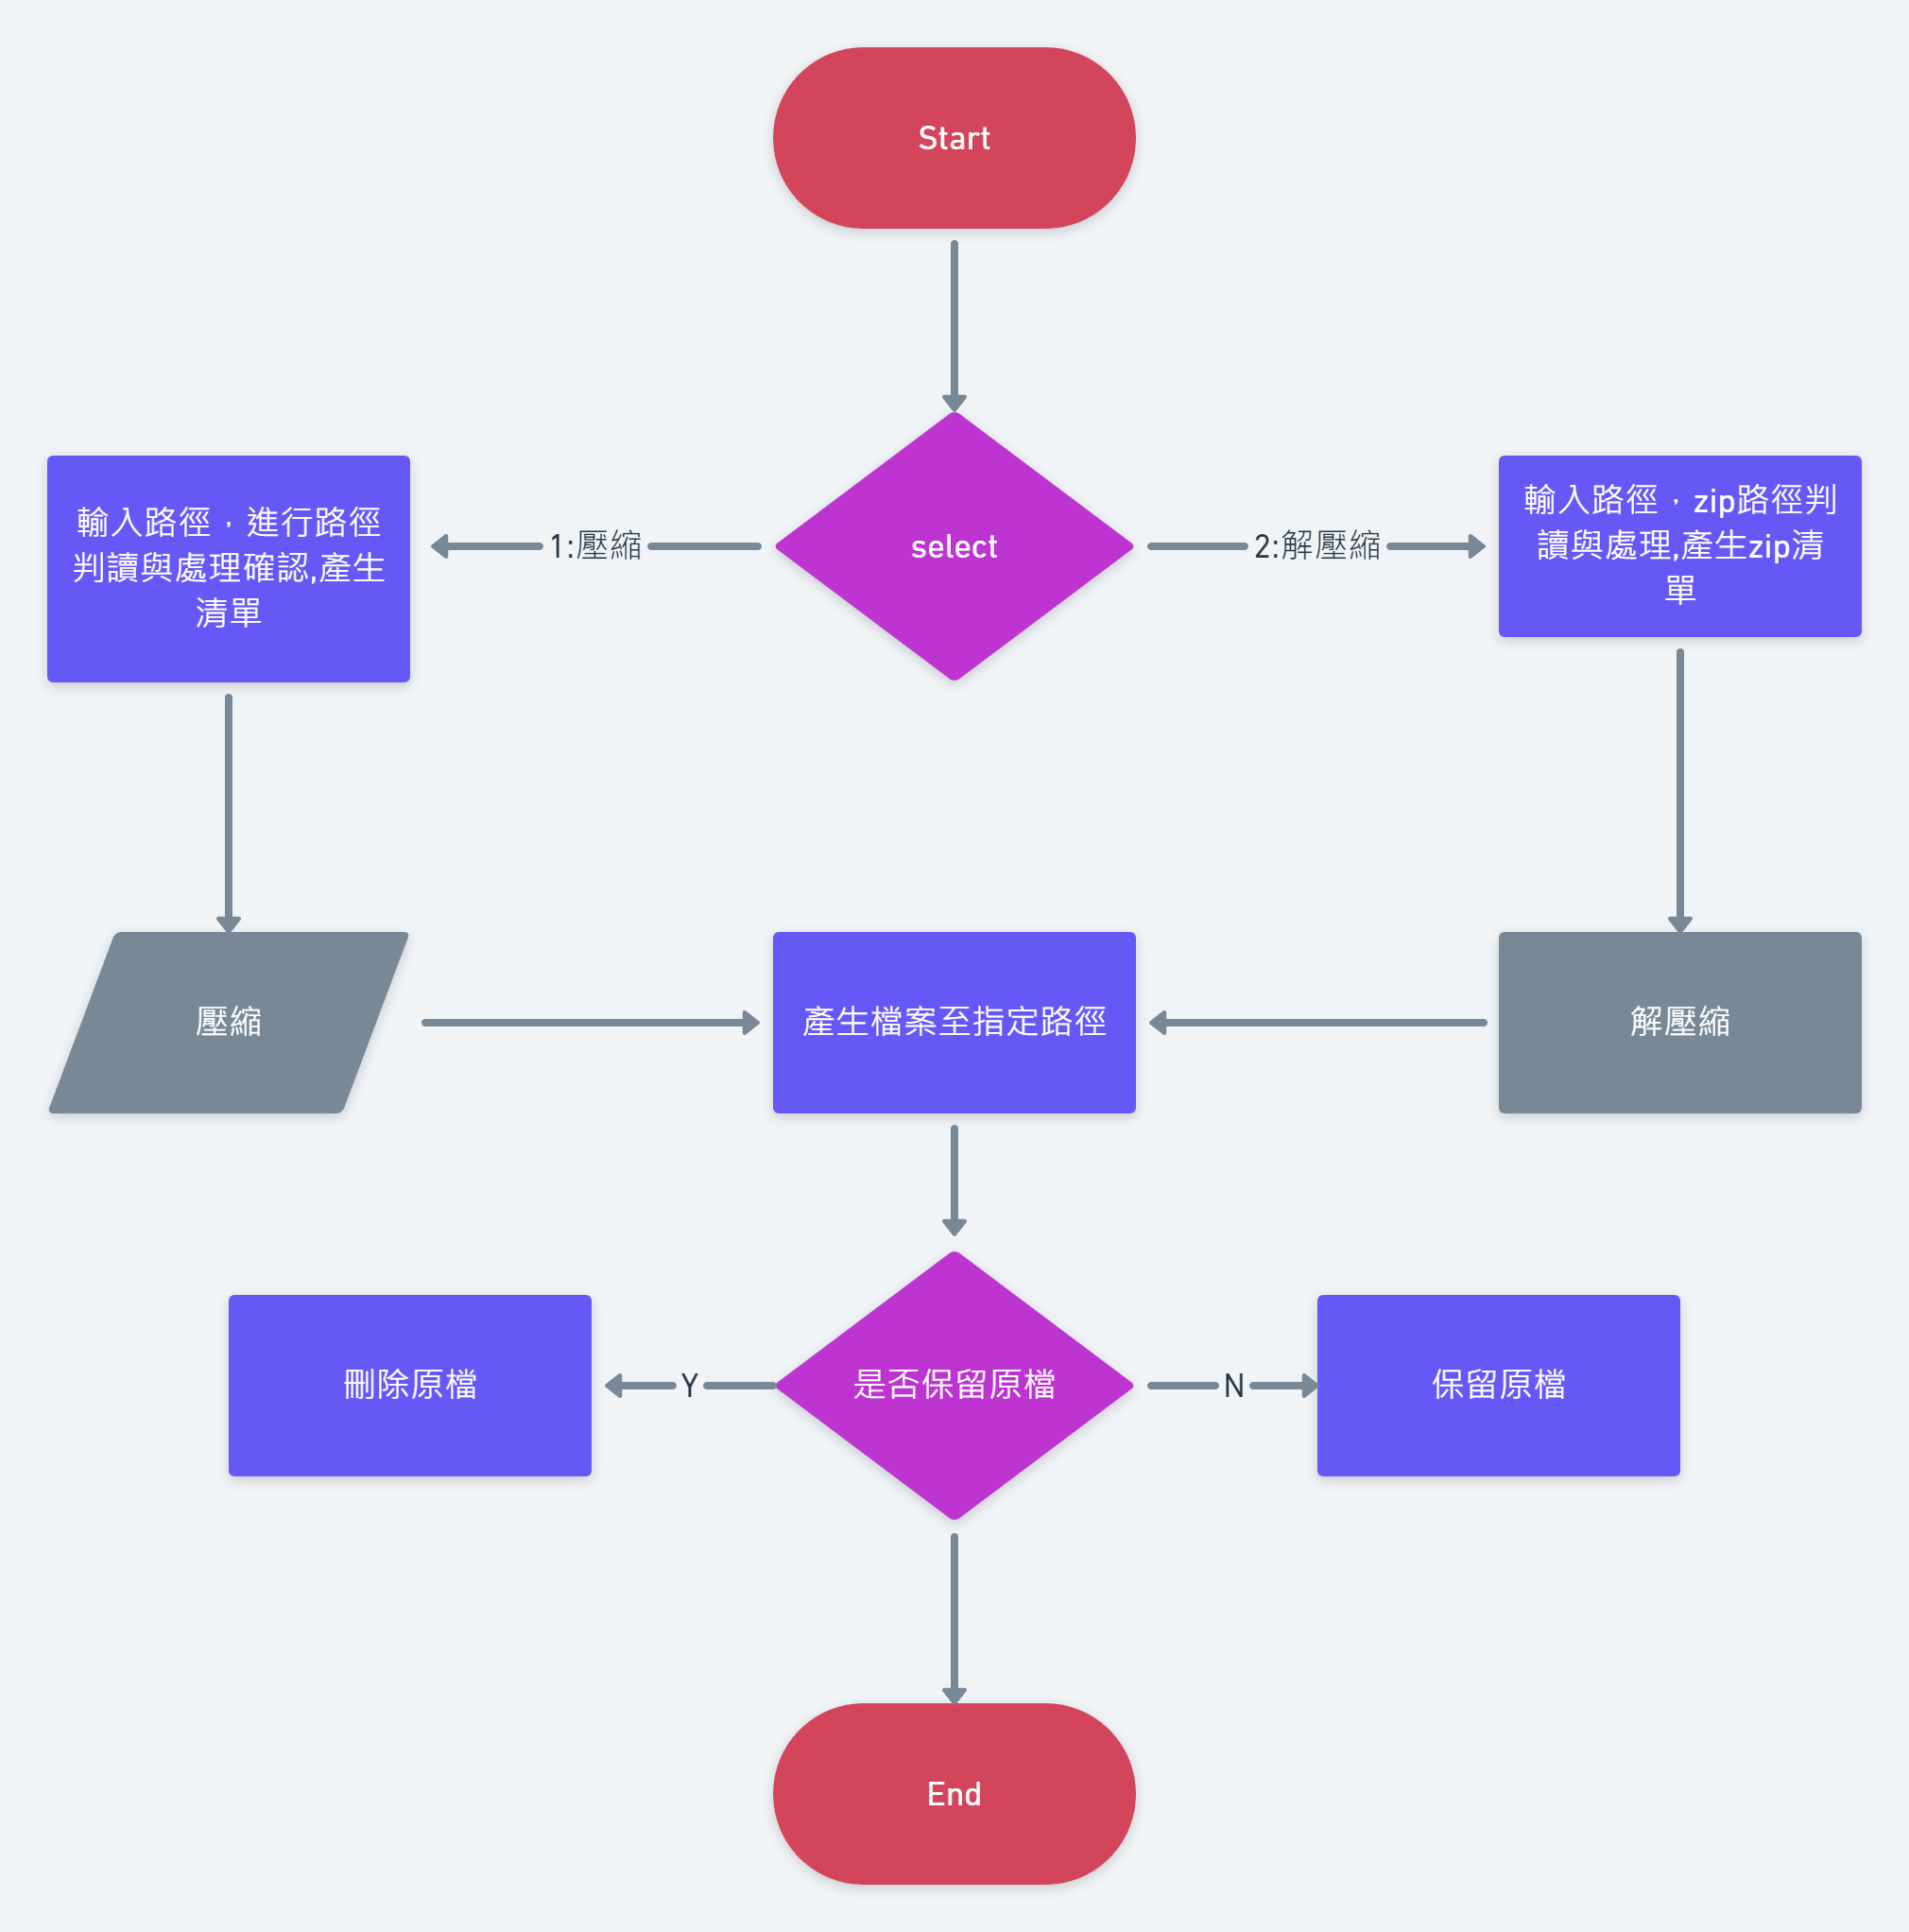 Start
輸入路徑，進行路徑
判讀與處理確認,產生
清單
1:壓縮
select
2:解壓縮
輸入路徑，zip路徑判
讀與處理,產生zip清
單
壓縮
產生檔案至指定路徑
解壓縮
刪除原檔
Y
是否保留原檔
N
保留原檔
End